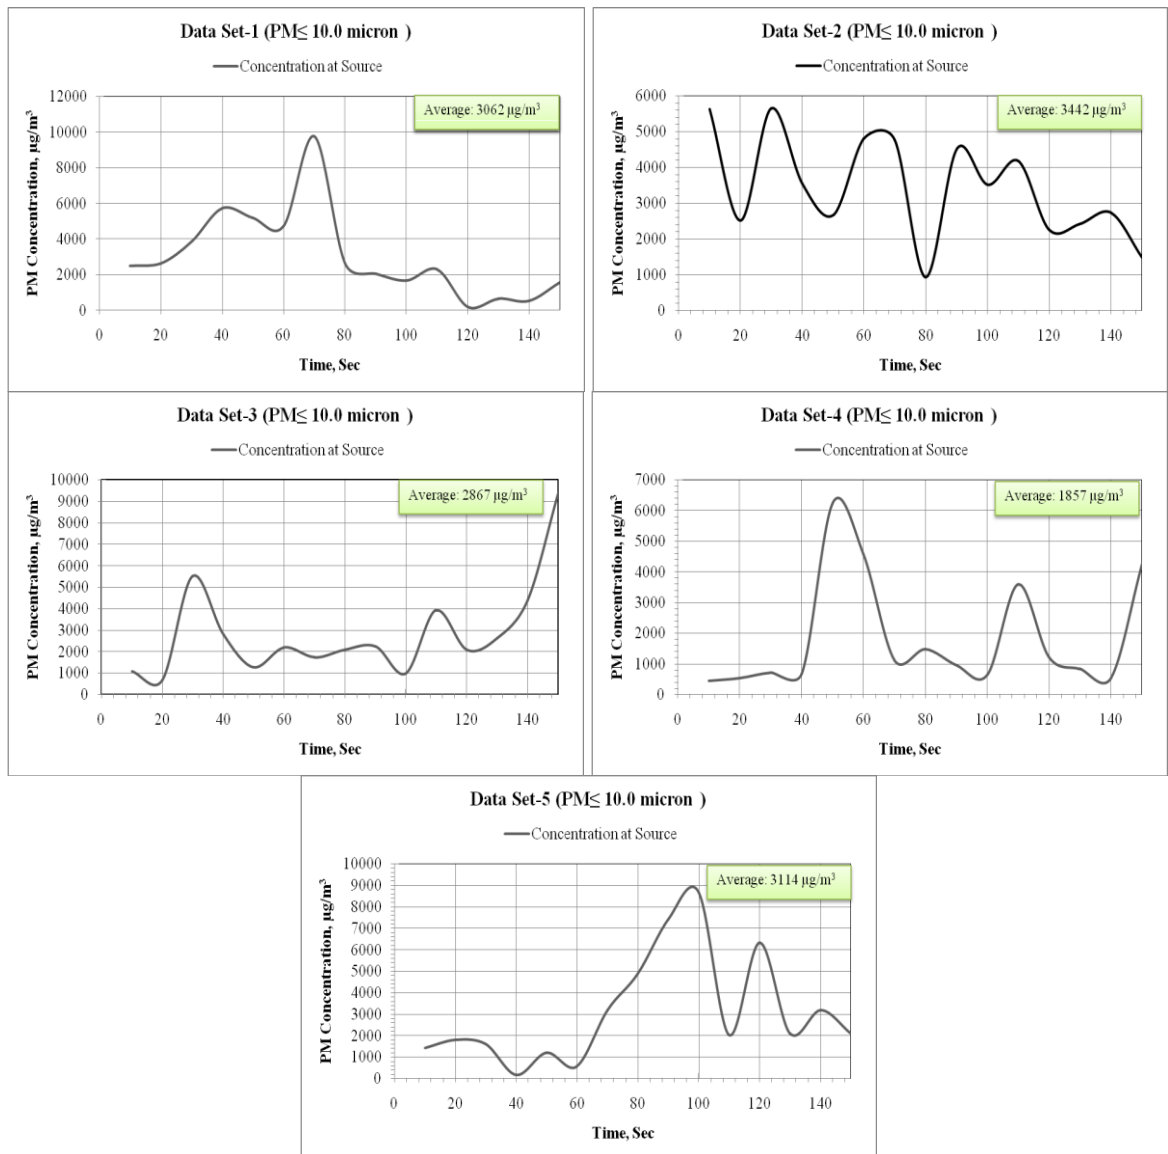 Data Set-1 (PM≤ 10.0 micron )
Concentration at Source
Average: 3062 µg/m³
PM Concentration, µg/m³
12000
10000
8000
6000
4000
2000
0
0 20 40 60 80 100 120 140
Time, Sec
Data Set-2 (PM≤ 10.0 micron )
Concentration at Source
Average: 3442 µg/m³
PM Concentration, µg/m³
6000
5000
4000
3000
2000
1000
0
0 20 40 60 80 100 120 140
Time, Sec
Data Set-3 (PM≤ 10.0 micron )
Concentration at Source
Average: 2867 µg/m³
PM Concentration, µg/m³
10000
9000
8000
7000
6000
5000
4000
3000
2000
1000
0
0 20 40 60 80 100 120 140
Time, Sec
Data Set-4 (PM≤ 10.0 micron )
Concentration at Source
Average: 1857 µg/m³
PM Concentration, µg/m³
7000
6000
5000
4000
3000
2000
1000
0
0 20 40 60 80 100 120 140
Time, Sec
Data Set-5 (PM≤ 10.0 micron )
Concentration at Source
Average: 3114 µg/m³
PM Concentration, µg/m³
10000
9000
8000
7000
6000
5000
4000
3000
2000
1000
0
0 20 40 60 80 100 120 140
Time, Sec